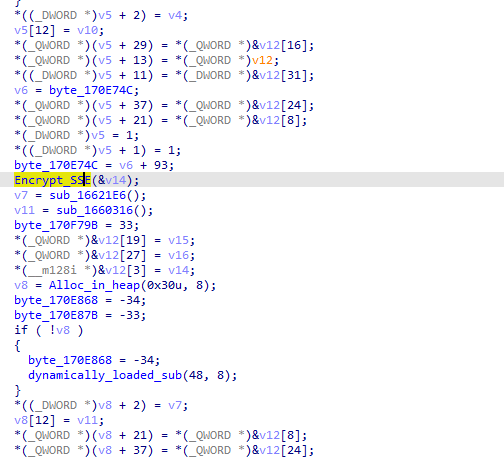 }
*((_DWORD *)v5 + 2) = v4;
v5[12] = v10;
*(_QWORD *)(v5 + 29) = *(_QWORD *)&v12[16];
*(_QWORD *)(v5 + 13) = *(_QWORD *)v12;
*((_DWORD *)v5 + 11) = *(_DWORD *)&v12[31];
v6 = byte_170E74C;
*(_QWORD *)(v5 + 37) = *(_QWORD *)&v12[24];
*(_QWORD *)(v5 + 21) = *(_QWORD *)&v12[8];
*(_DWORD *)v5 = 1;
*((_DWORD *)v5 + 1) = 1;
byte_170E74C = v6 + 93;
Encrypt_SSE(&v14);
v7 = sub_16621E6();
v11 = sub_1660316();
byte_170F79B = 33;
*(_QWORD *)&v12[19] = v15;
*(_QWORD *)&v12[27] = v16;
*(__m128i *)&v12[3] = v14;
v8 = Alloc_in_heap(0x30u, 8);
byte_170E868 = -34;
byte_170E87B = -33;
if ( !v8 )
{
byte_170E868 = -34;
dynamically_loaded_sub(48, 8);
}
*((_DWORD *)v8 + 2) = v7;
v8[12] = v11;
*(_QWORD *)(v8 + 21) = *(_QWORD *)&v12[8];
*(_QWORD *)(v8 + 37) = *(_QWORD *)&v12[24];